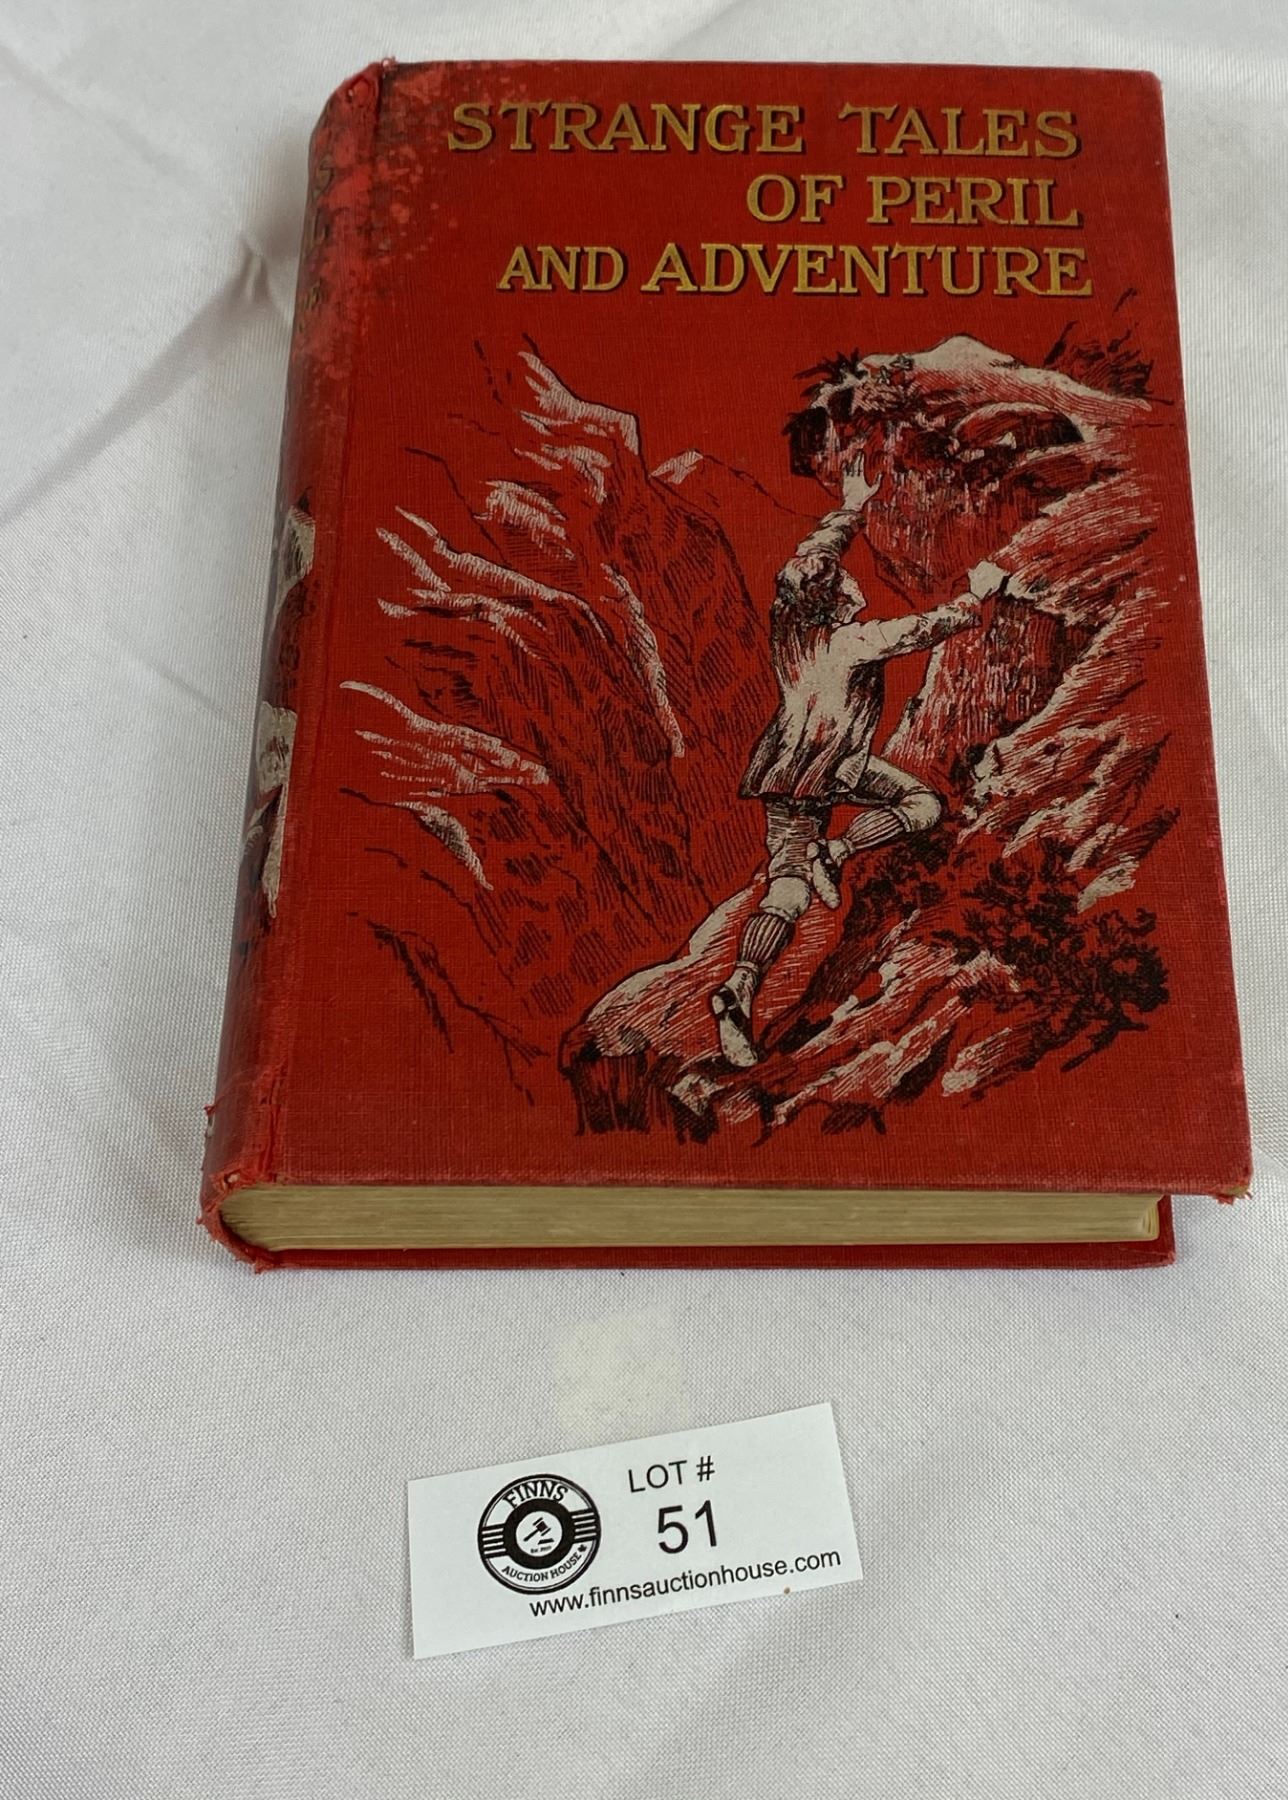 STRANGE TALES
OF PERIL
AND ADVENTURE
FINNS
AUCTION HOUSE
LOT #
51
www.finnsauctionhouse.com